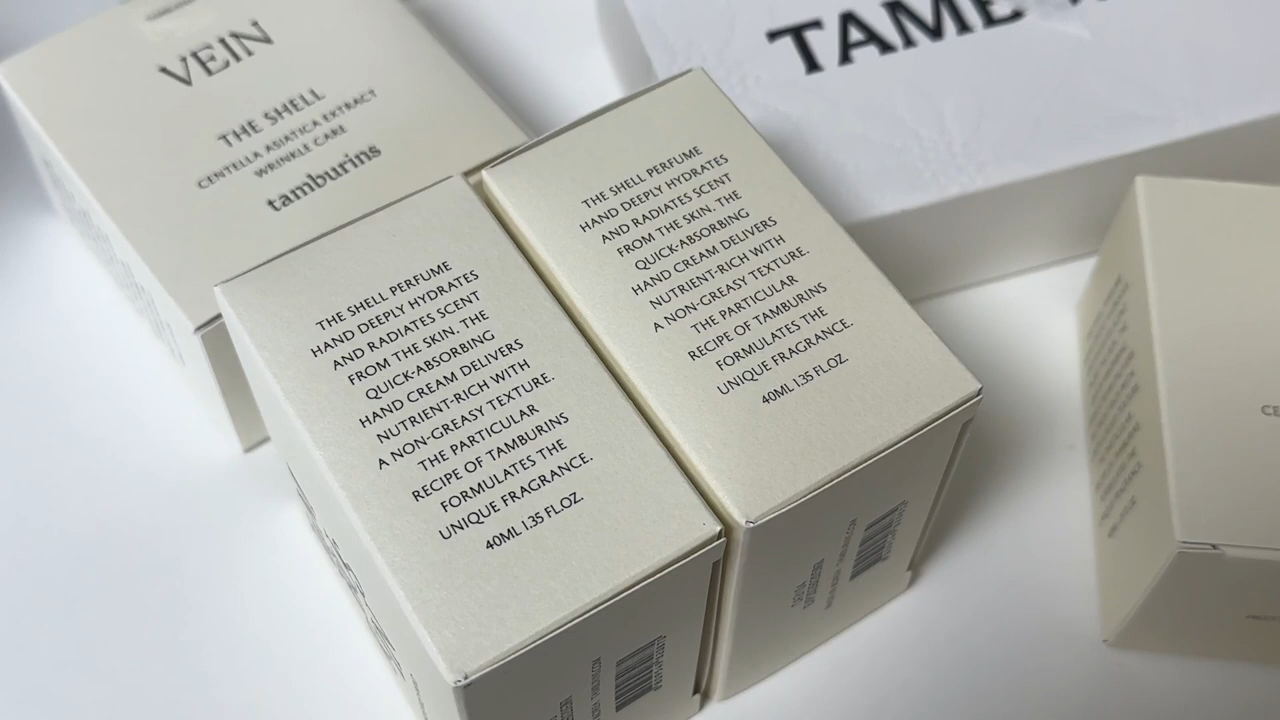 VEIN
THE SHELL
CENTELLA ASIATICA EXTRACT
WRINKLE CARE
tamburins
TAME
THE SHELL PERFUME
HAND DEEPLY HYDRATES
AND RADIATES SCENT
FROM THE SKIN. THE
QUICK-ABSORBING
HAND CREAM DELIVERS
NUTRIENT-RICH WITH
A NON-GREASY TEXTURE.
THE PARTICULAR
RECIPE OF TAMBURINS
FORMULATES THE
UNIQUE FRAGRANCE.
40ML 1.35 FL.OZ.
THE SHELL PERFUME
HAND DEEPLY HYDRATES
AND RADIATES SCENT
FROM THE SKIN. THE
QUICK-ABSORBING
HAND CREAM DELIVERS
NUTRIENT-RICH WITH
A NON-GREASY TEXTURE.
THE PARTICULAR
RECIPE OF TAMBURINS
FORMULATES THE
UNIQUE FRAGRANCE.
40ML 1.35 FL.OZ.
CE